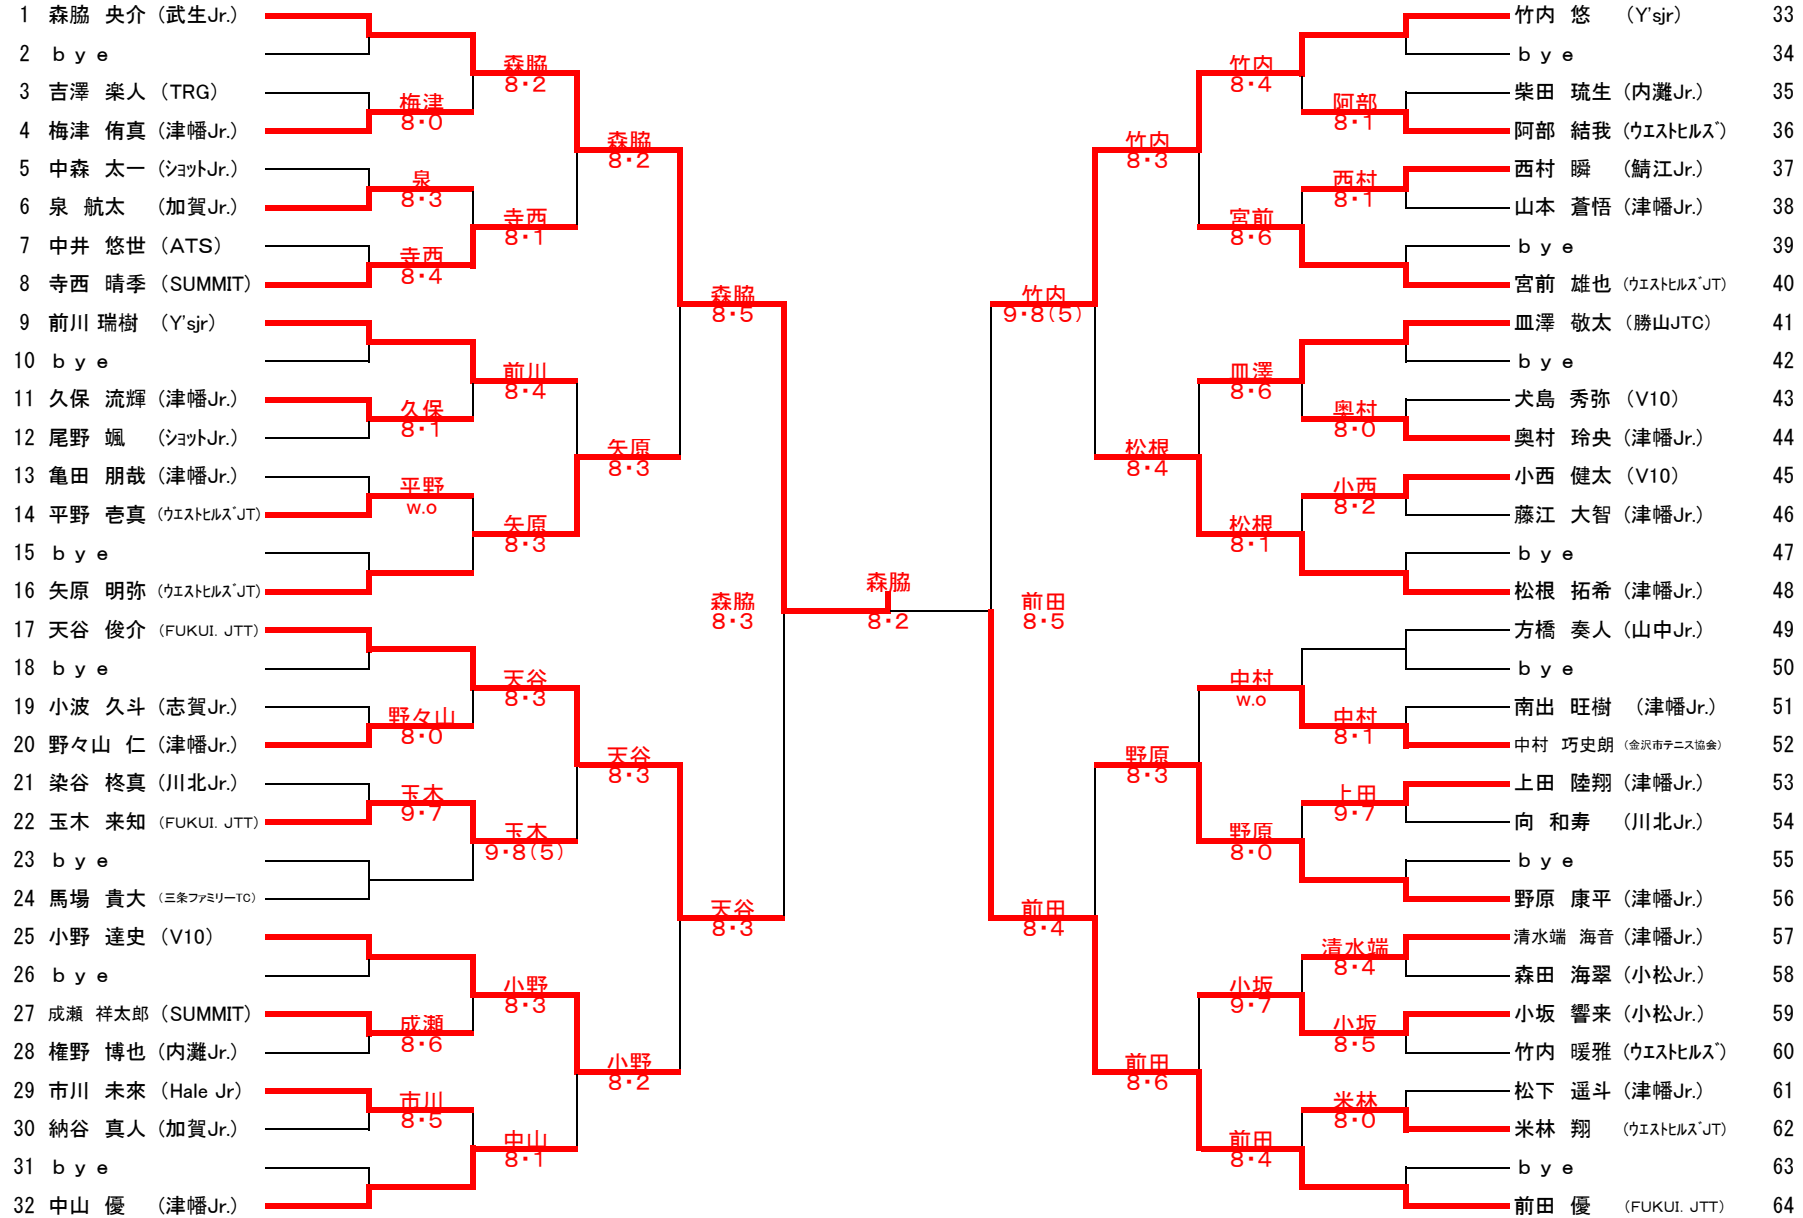 1 森脇 央介 (武生Jr.)
2 ｂｙｅ
3 吉澤 楽人 (TRG)
4 梅津 侑真 (津幡Jr.)
5 中森 太一 (ｼｮｯﾄJr.)
6 泉 航太 (加賀Jr.)
7 中井 悠世 (ATS)
8 寺西 晴季 (SUMMIT)
9 前川 瑞樹 (Y'sjr)
10 ｂｙｅ
11 久保 流輝 (津幡Jr.)
12 尾野 颯 (ｼｮｯﾄJr.)
13 亀田 朋哉 (津幡Jr.)
14 平野 壱真 (ｳｴｽﾄﾋﾙｽﾞJT)
15 ｂｙｅ
16 矢原 明弥 (ｳｴｽﾄﾋﾙｽﾞJT)
17 天谷 俊介 (FUKUI. JTT)
18 ｂｙｅ
19 小波 久斗 (志賀Jr.)
20 野々山 仁 (津幡Jr.)
21 染谷 柊真 (川北Jr.)
22 玉木 来知 (FUKUI. JTT)
23 ｂｙｅ
24 馬場 貴大 (三条ファミリーTC)
25 小野 達史 (V10)
26 ｂｙｅ
27 成瀬 祥太郎 (SUMMIT)
28 権野 博也 (内灘Jr.)
29 市川 未來 (Hale Jr)
30 納谷 真人 (加賀Jr.)
31 ｂｙｅ
32 中山 優 (津幡Jr.)
梅津
8・0
泉
8・3
寺西
8・4
久保
8・1
平野
w.o
野々山
8・0
玉木
9・7
成瀬
8・6
市川
8・5
森脇
8・2
寺西
8・1
前川
8・4
矢原
8・3
天谷
8・3
玉木
9・8(5)
小野
8・3
中山
8・1
森脇
8・2
矢原
8・3
天谷
8・3
小野
8・2
森脇
8・5
天谷
8・3
森脇
8・3
森脇
8・2
前田
8・5
竹内
9・8(5)
前田
8・4
竹内
8・3
松根
8・4
野原
8・3
前田
8・6
竹内
8・4
宮前
8・6
皿澤
8・6
松根
8・1
中村
w.o
野原
8・0
小坂
9・7
前田
8・4
阿部
8・1
西村
8・1
奥村
8・0
小西
8・2
中村
8・1
上田
9・7
清水端
8・4
小坂
8・5
米林
8・0
竹内 悠 (Y'sjr) 33
ｂｙｅ 34
柴田 琉生 (内灘Jr.) 35
阿部 結我 (ｳｴｽﾄﾋﾙｽﾞ) 36
西村 瞬 (鯖江Jr.) 37
山本 蒼悟 (津幡Jr.) 38
ｂｙｅ 39
宮前 雄也 (ｳｴｽﾄﾋﾙｽﾞJT) 40
皿澤 敬太 (勝山JTC) 41
ｂｙｅ 42
犬島 秀弥 (V10) 43
奥村 玲央 (津幡Jr.) 44
小西 健太 (V10) 45
藤江 大智 (津幡Jr.) 46
ｂｙｅ 47
松根 拓希 (津幡Jr.) 48
方橋 奏人 (山中Jr.) 49
ｂｙｅ 50
南出 旺樹 (津幡Jr.) 51
中村 巧史朗 (金沢市テニス協会) 52
上田 陸翔 (津幡Jr.) 53
向 和寿 (川北Jr.) 54
ｂｙｅ 55
野原 康平 (津幡Jr.) 56
清水端 海音 (津幡Jr.) 57
森田 海翠 (小松Jr.) 58
小坂 響来 (小松Jr.) 59
竹内 暖雅 (ｳｴｽﾄﾋﾙｽﾞ) 60
松下 遥斗 (津幡Jr.) 61
米林 翔 (ｳｴｽﾄﾋﾙｽﾞJT) 62
ｂｙｅ 63
前田 優 (FUKUI. JTT) 64